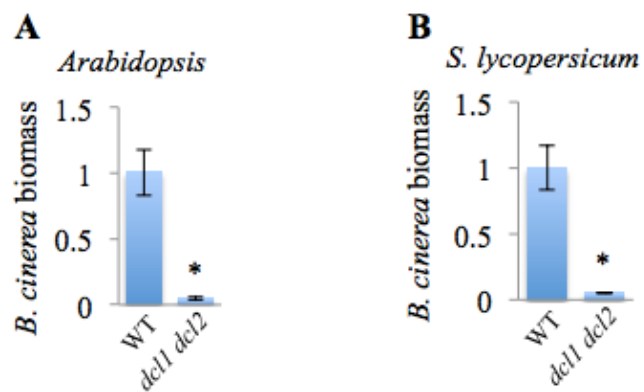 A
Arabidopsis
B. cinerea biomass
1.5
1
0.5
0
*
WT
dcl1 dcl2
B
S. lycopersicum
B. cinerea biomass
1.5
1
0.5
0
*
WT
dcl1 dcl2